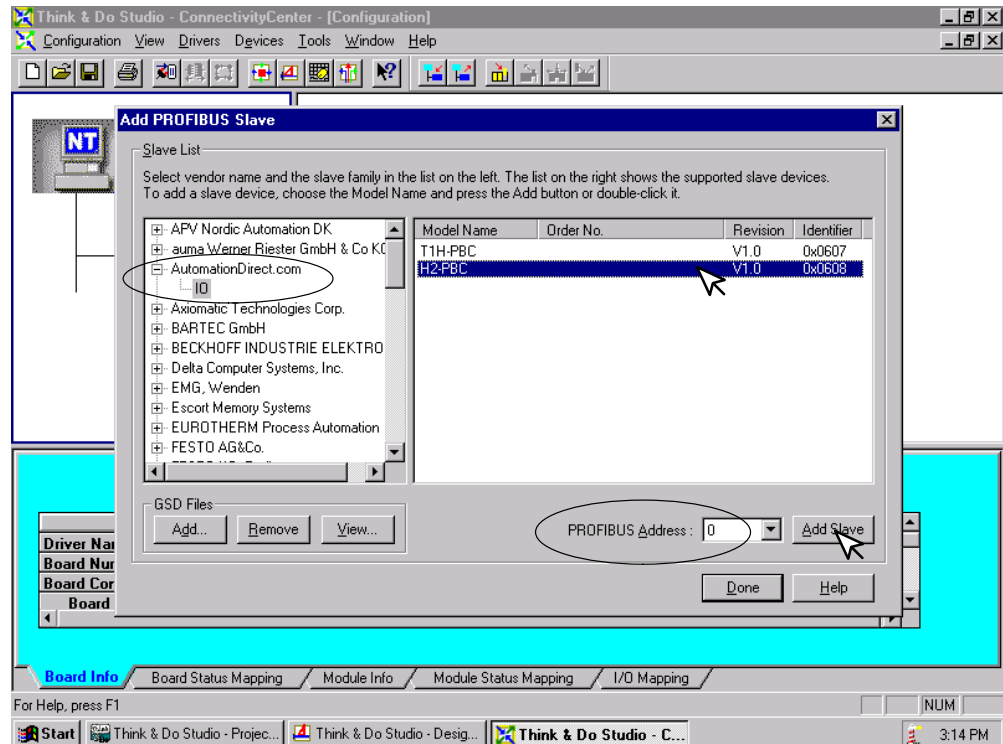 Think & Do Studio - ConnectivityCenter - [Configuration]
Configuration View Drivers Devices Tools Window Help
NT
Add PROFIBUS Slave
Slave List
Select vendor name and the slave family in the list on the left. The list on the right shows the supported slave devices.
To add a slave device, choose the Model Name and press the Add button or double-click it.
APV Nordic Automation DK
auma Werner Riester GmbH & Co KG
AutomationDirect.com
IO
Axiomatic Technologies Corp.
BARTEC GmbH
BECKHOFF INDUSTRIE ELEKTRO
Delta Computer Systems, Inc.
EMG, Wenden
Escort Memory Systems
EUROTHERM Process Automation
FESTO AG&Co.
Model Name Order No. Revision Identifier
T1H-PBC V1.0 0x0607
H2-PBC V1.0 0x0608
GSD Files
Add... Remove View...
PROFIBUS Address : 0 Add Slave
Done Help
Driver Nar
Board Nur
Board Cor
Board
Board Info Board Status Mapping Module Info Module Status Mapping I/O Mapping
For Help, press F1 NUM
Start Think & Do Studio - Projec... Think & Do Studio - Desig... Think & Do Studio - C... 3:14 PM